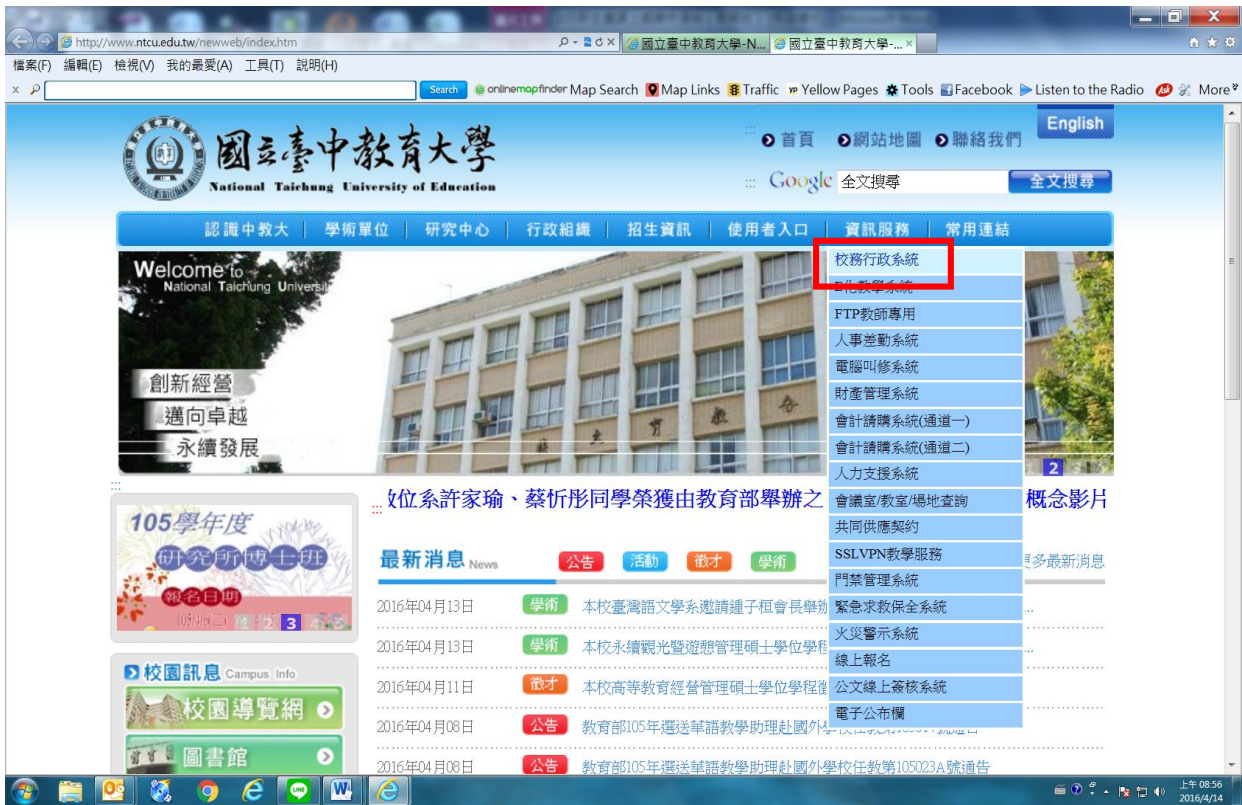 http://www.ntcu.edu.tw/newweb/index.htm
國立臺中教育大學-N...
國立臺中教育大學-...
檔案(F) 編輯(E) 檢視(V) 我的最愛(A) 工具(T) 說明(H)
Search onlinemapfinder Map Search Map Links Traffic YP Yellow Pages Tools Facebook Listen to the Radio More
English
首頁 網站地圖 聯絡我們
國立臺中教育大學
National Taichung University of Education
Google 全文搜尋 全文搜尋
認識中教大 學術單位 研究中心 行政組織 招生資訊 使用者入口 資訊服務 常用連結
校務行政系統
E化教學系統
FTP教師專用
人事差勤系統
電腦叫修系統
財產管理系統
會計請購系統(通道一)
會計請購系統(通道二)
人力支援系統
會議室/教室/場地查詢
共同供應契約
SSLVPN教學服務
門禁管理系統
緊急求救保全系統
火災警示系統
線上報名
公文線上簽核系統
電子公布欄
Welcome to
National Taichung Universit
創新經營
邁向卓越
永續發展
2
數位系許家瑜、蔡忻彤同學榮獲由教育部舉辦之
概念影片
105學年度
研究所博士班
報名日期
1 2 3 4 5
最新消息 News 公告 活動 徵才 學術
更多最新消息
2016年04月13日 學術 本校臺灣語文學系邀請鍾子桓會長舉辦
2016年04月13日 學術 本校永續觀光暨遊憩管理碩士學位學程
2016年04月11日 徵才 本校高等教育經營管理碩士學位學程徵
2016年04月08日 公告 教育部105年選送華語教學助理赴國外
2016年04月08日 公告 教育部105年選送華語教學助理赴國外學校任教第105023A號通告
校園訊息 Campus Info
校園導覽網
圖書館
上午 08:56
2016/4/14